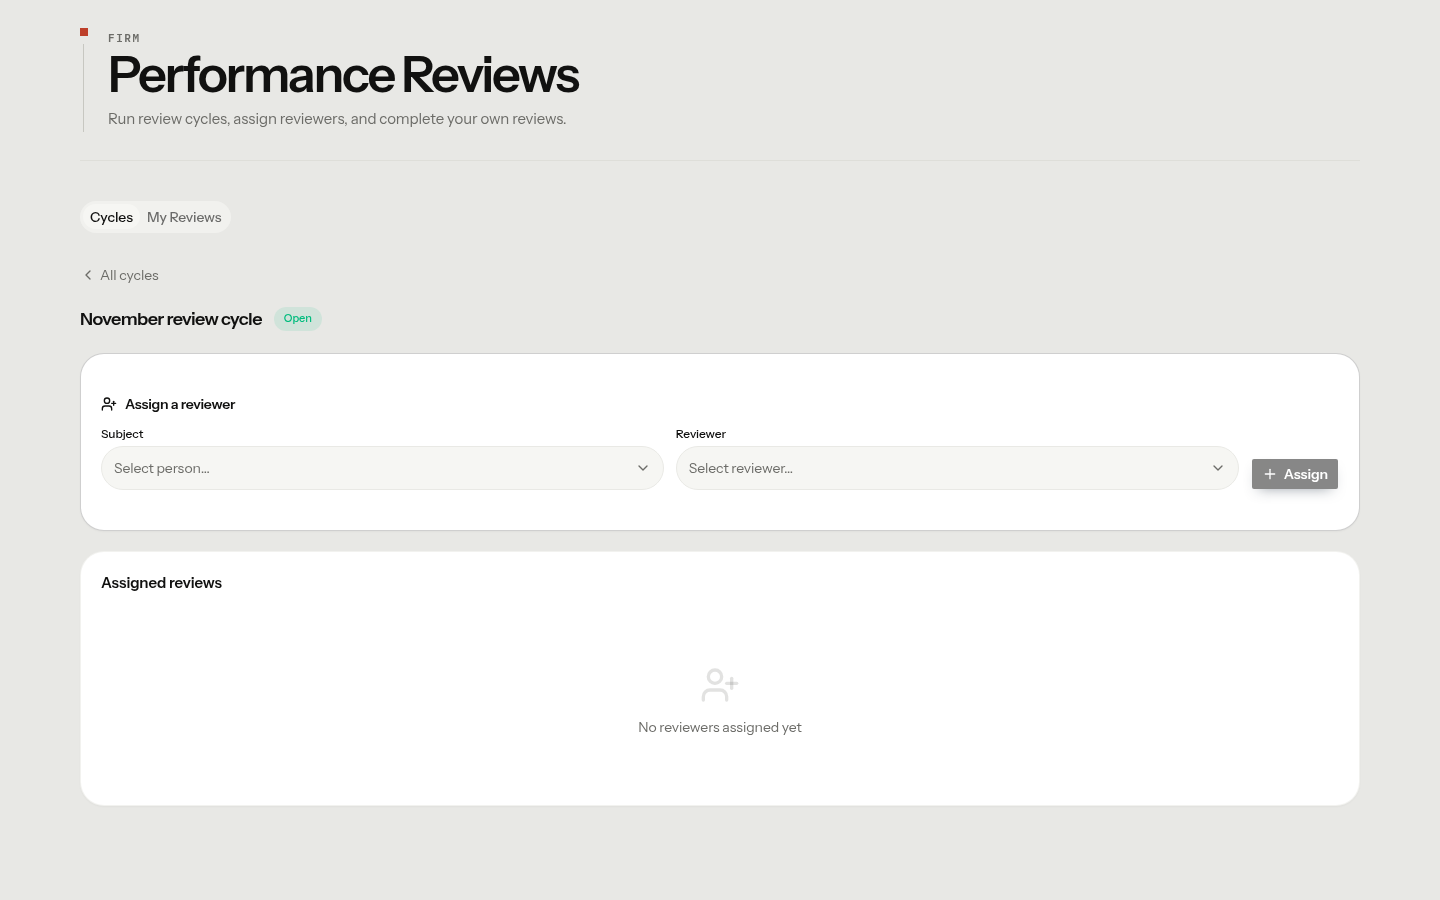 FIRM
Performance Reviews
Run review cycles, assign reviewers, and complete your own reviews.
Cycles My Reviews
All cycles
November review cycle Open
Assign a reviewer
Subject Reviewer
Select person... Select reviewer... Assign
Assigned reviews
No reviewers assigned yet